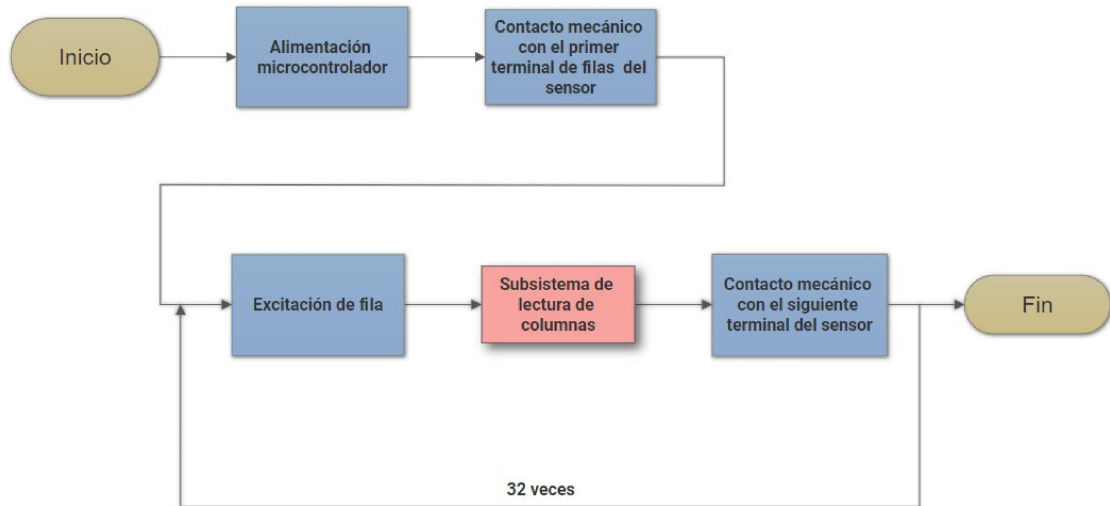 Inicio
Alimentación
microcontrolador
Contacto mecánico
con el primer
terminal de filas del
sensor
Excitación de fila
Subsistema de
lectura de
columnas
Contacto mecánico
con el siguiente
terminal del sensor
Fin
32 veces